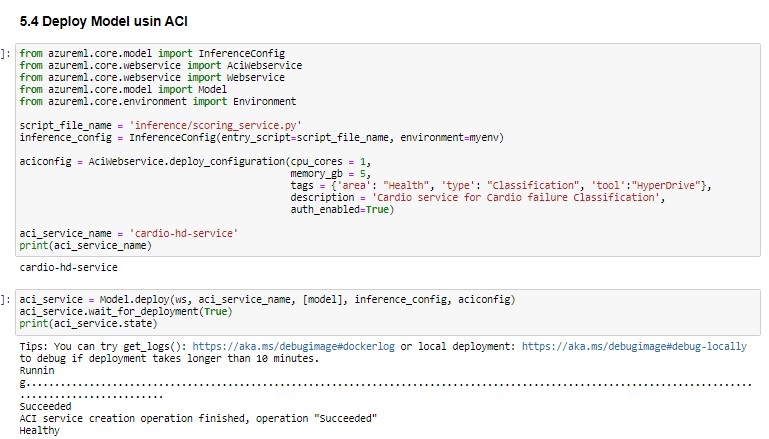 5.4 Deploy Model usin ACI
]: from azureml.core.model import InferenceConfig
from azureml.core.webservice import AciWebservice
from azureml.core.webservice import Webservice
from azureml.core.model import Model
from azureml.core.environment import Environment
script_file_name = 'inference/scoring_service.py'
inference_config = InferenceConfig(entry_script=script_file_name, environment=myenv)
aciconfig = AciWebservice.deploy_configuration(cpu_cores = 1,
memory_gb = 5,
tags = {'area': "Health", 'type': "Classification", 'tool':"HyperDrive"},
description = 'Cardio service for Cardio failure Classification',
auth_enabled=True)
aci_service_name = 'cardio-hd-service'
print(aci_service_name)
cardio-hd-service
]: aci_service = Model.deploy(ws, aci_service_name, [model], inference_config, aciconfig)
aci_service.wait_for_deployment(True)
print(aci_service.state)
Tips: You can try get_logs(): https://aka.ms/debugimage#dockerlog or local deployment: https://aka.ms/debugimage#debug-locally
to debug if deployment takes longer than 10 minutes.
Runnin
g.............................................................................................................................
.........................
Succeeded
ACI service creation operation finished, operation "Succeeded"
Healthy